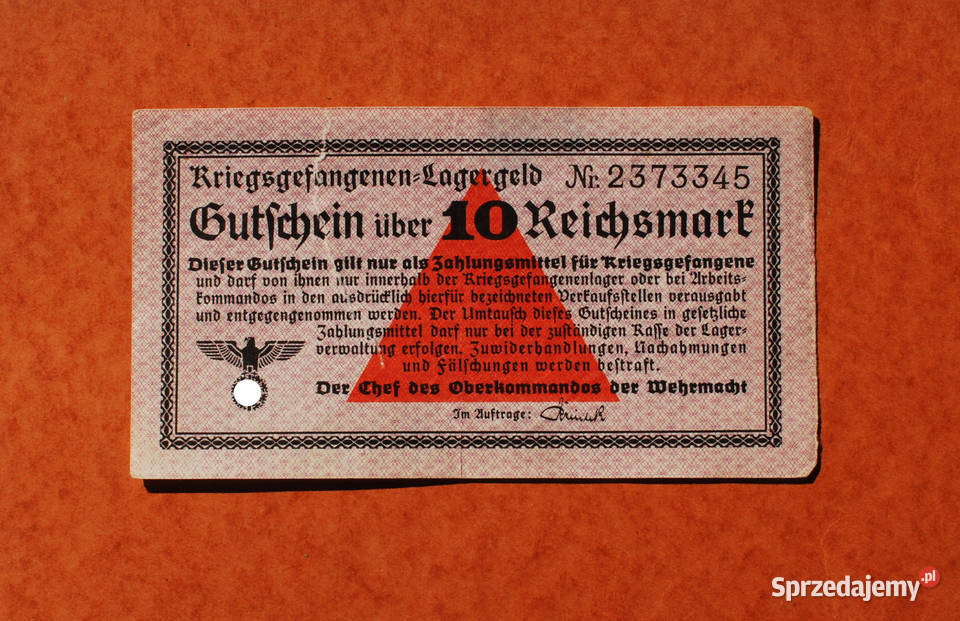 Kriegsgefangenen-Lagergeld Nr. 2373345
Gutschein über 10 Reichsmark
Dieser Gutschein gilt nur als Zahlungsmittel für Kriegsgefangene
und darf von ihnen nur innerhalb der Kriegsgefangenenlager oder bei Arbeits-
kommandos in den ausdrücklich hierfür bezeichneten Verkaufsstellen verausgabt
und entgegengenommen werden. Der Umtausch dieses Gutscheines in gesetzliche
Zahlungsmittel darf nur bei der zuständigen Kasse der Lager-
verwaltung erfolgen. Zuwiderhandlungen, Nachahmungen
und Fälschungen werden bestraft.
Der Chef des Oberkommandos der Wehrmacht
Im Auftrage:
Sprzedajemy.pl